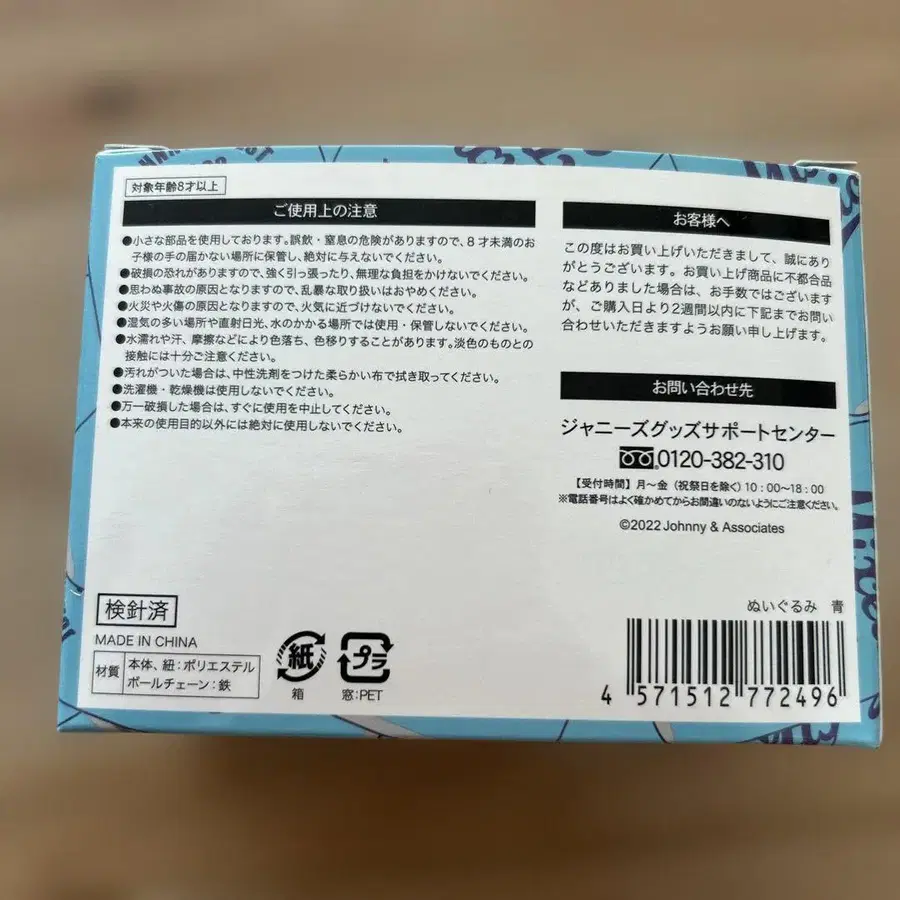 対象年齢8才以上
ご使用上の注意
●小さな部品を使用しております。誤飲・窒息の危険がありますので、8才未満のお
子様の手の届かない場所に保管し、絶対に与えないでください。
●破損の恐れがありますので、強く引っ張ったり、無理な負担をかけないでください。
●思わぬ事故の原因となりますので、乱暴な取り扱いはおやめください。
●火災や火傷の原因となりますので、火気に近づけないでください。
●湿気の多い場所や直射日光、水のかかる場所では使用・保管しないでください。
●水濡れや汗、摩擦などにより色落ち、色移りすることがあります。淡色のものとの
接触には十分ご注意ください。
●汚れがついた場合は、中性洗剤をつけた柔らかい布で拭き取ってください。
●洗濯機・乾燥機は使用しないでください。
●万一破損した場合は、すぐに使用を中止してください。
●本来の使用目的以外には絶対に使用しないでください。
お客様へ
この度はお買い上げいただきまして、誠にあ
りがとうございます。お買い上げ商品に不都合品
などありました場合は、お手数ではございます
が、ご購入日より2週間以内に下記までお問い
合わせいただきますようお願い申し上げます。
お問い合わせ先
ジャニーズグッズサポートセンター
0120-382-310
【受付時間】月〜金(祝祭日を除く)10:00〜18:00
※電話番号はよく確かめてからお間違いのないようにご注意ください。
©2022 Johnny & Associates
検針済
MADE IN CHINA
材質
本体、紐:ポリエステル
ボールチェーン:鉄
紙
箱
プラ
窓:PET
ぬいぐるみ 青
4 571512 772496